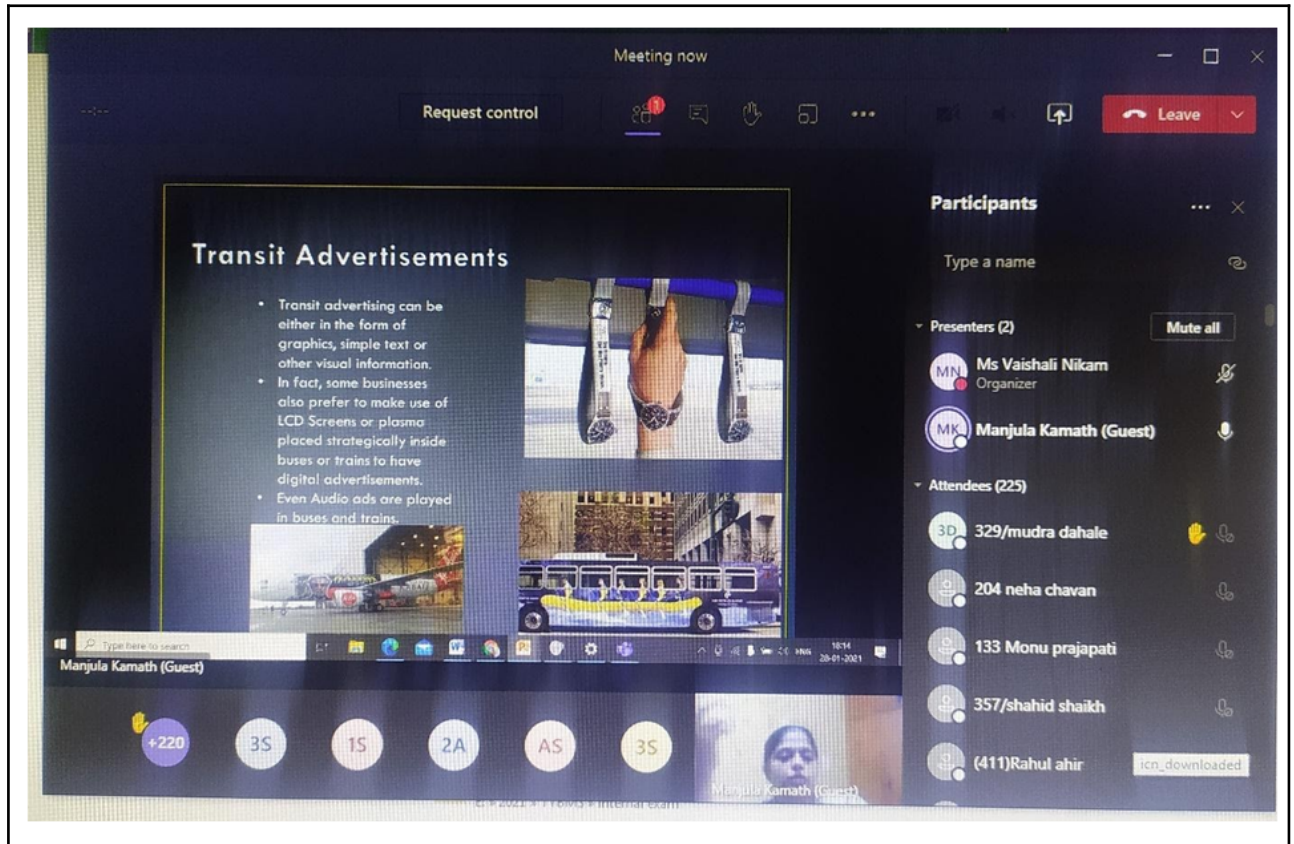 Meeting now
--:--
Request control
1
Leave
Transit Advertisements
• Transit advertising can be
either in the form of
graphics, simple text or
other visual information.
• In fact, some businesses
also prefer to make use of
LCD Screens or plasma
placed strategically inside
buses or trains to have
digital advertisements.
• Even Audio ads are played
in buses and trains.
Type here to search
ENG
18:14
28-01-2021
Manjula Kamath (Guest)
+220
3S
1S
2A
AS
3S
Manjula Kamath (Guest)
Participants
Type a name
Presenters (2)
Mute all
MN
Ms Vaishali Nikam
Organizer
MK
Manjula Kamath (Guest)
Attendees (225)
3D
329/mudra dahale
204 neha chavan
133 Monu prajapati
357/shahid shaikh
(411)Rahul ahir
icn_downloaded